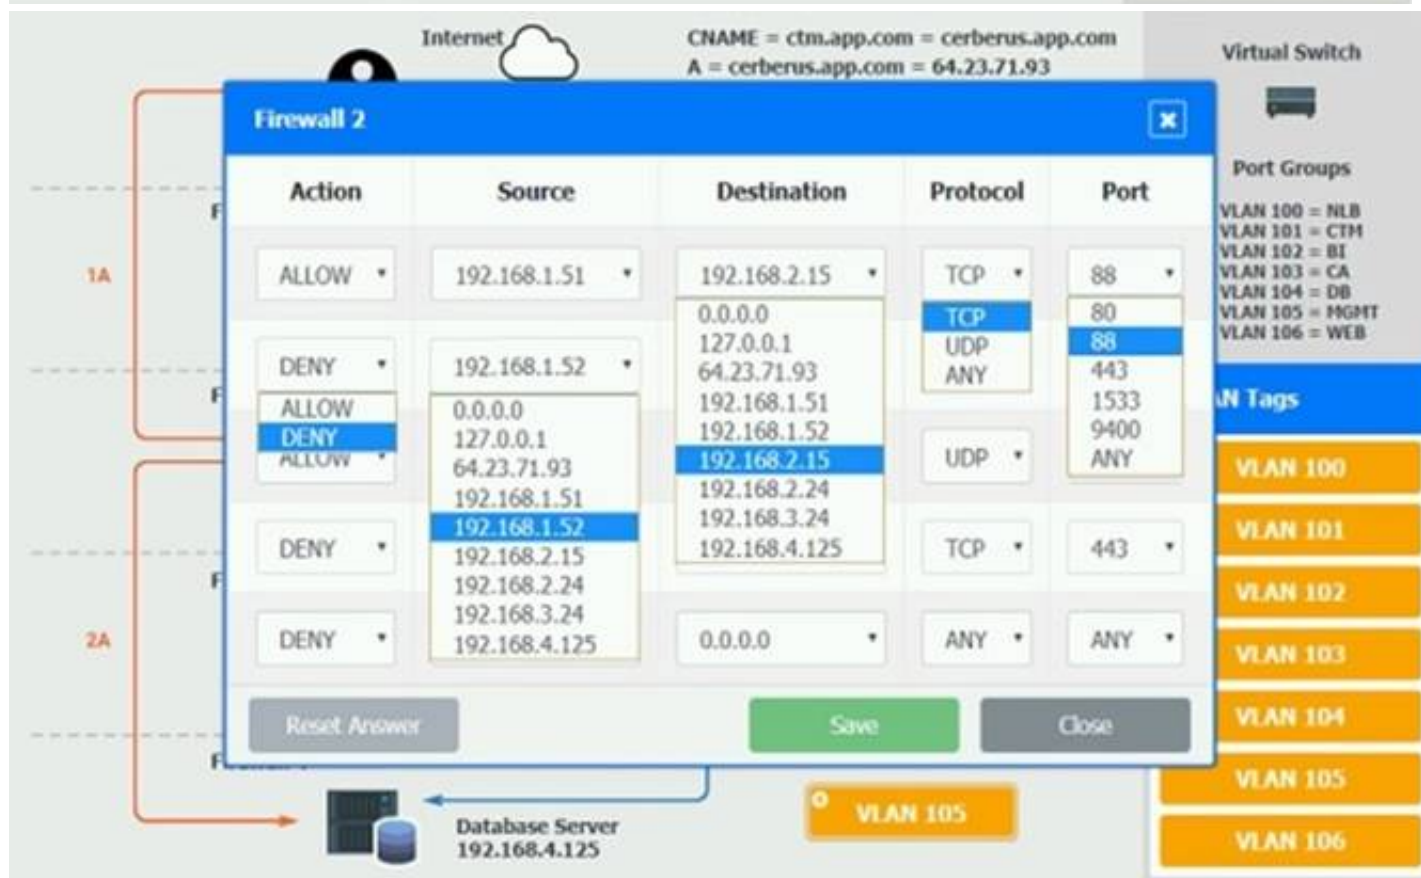 Internet
CNAME = ctm.app.com = cerberus.app.com
A = cerberus.app.com = 64.23.71.93
Virtual Switch
Port Groups
VLAN 100 = NLB
VLAN 101 = CTM
VLAN 102 = BI
VLAN 103 = CA
VLAN 104 = DB
VLAN 105 = MGMT
VLAN 106 = WEB
Firewall 2
Action Source Destination Protocol Port
1A
ALLOW 192.168.1.51 192.168.2.15 TCP 88
0.0.0.0
127.0.0.1
64.23.71.93
192.168.1.51
192.168.1.52
192.168.2.15
192.168.2.24
192.168.3.24
192.168.4.125
TCP
UDP
ANY
80
88
443
1533
9400
ANY
DENY 192.168.1.52
ALLOW
DENY
0.0.0.0
127.0.0.1
64.23.71.93
192.168.1.51
192.168.1.52
192.168.2.15
192.168.2.24
192.168.3.24
192.168.4.125
ALLOW UDP
DENY TCP 443
2A
DENY 0.0.0.0 ANY ANY
Reset Answer Save Close
Tags
VLAN 100
VLAN 101
VLAN 102
VLAN 103
VLAN 104
VLAN 105
VLAN 106
Database Server
192.168.4.125
VLAN 105